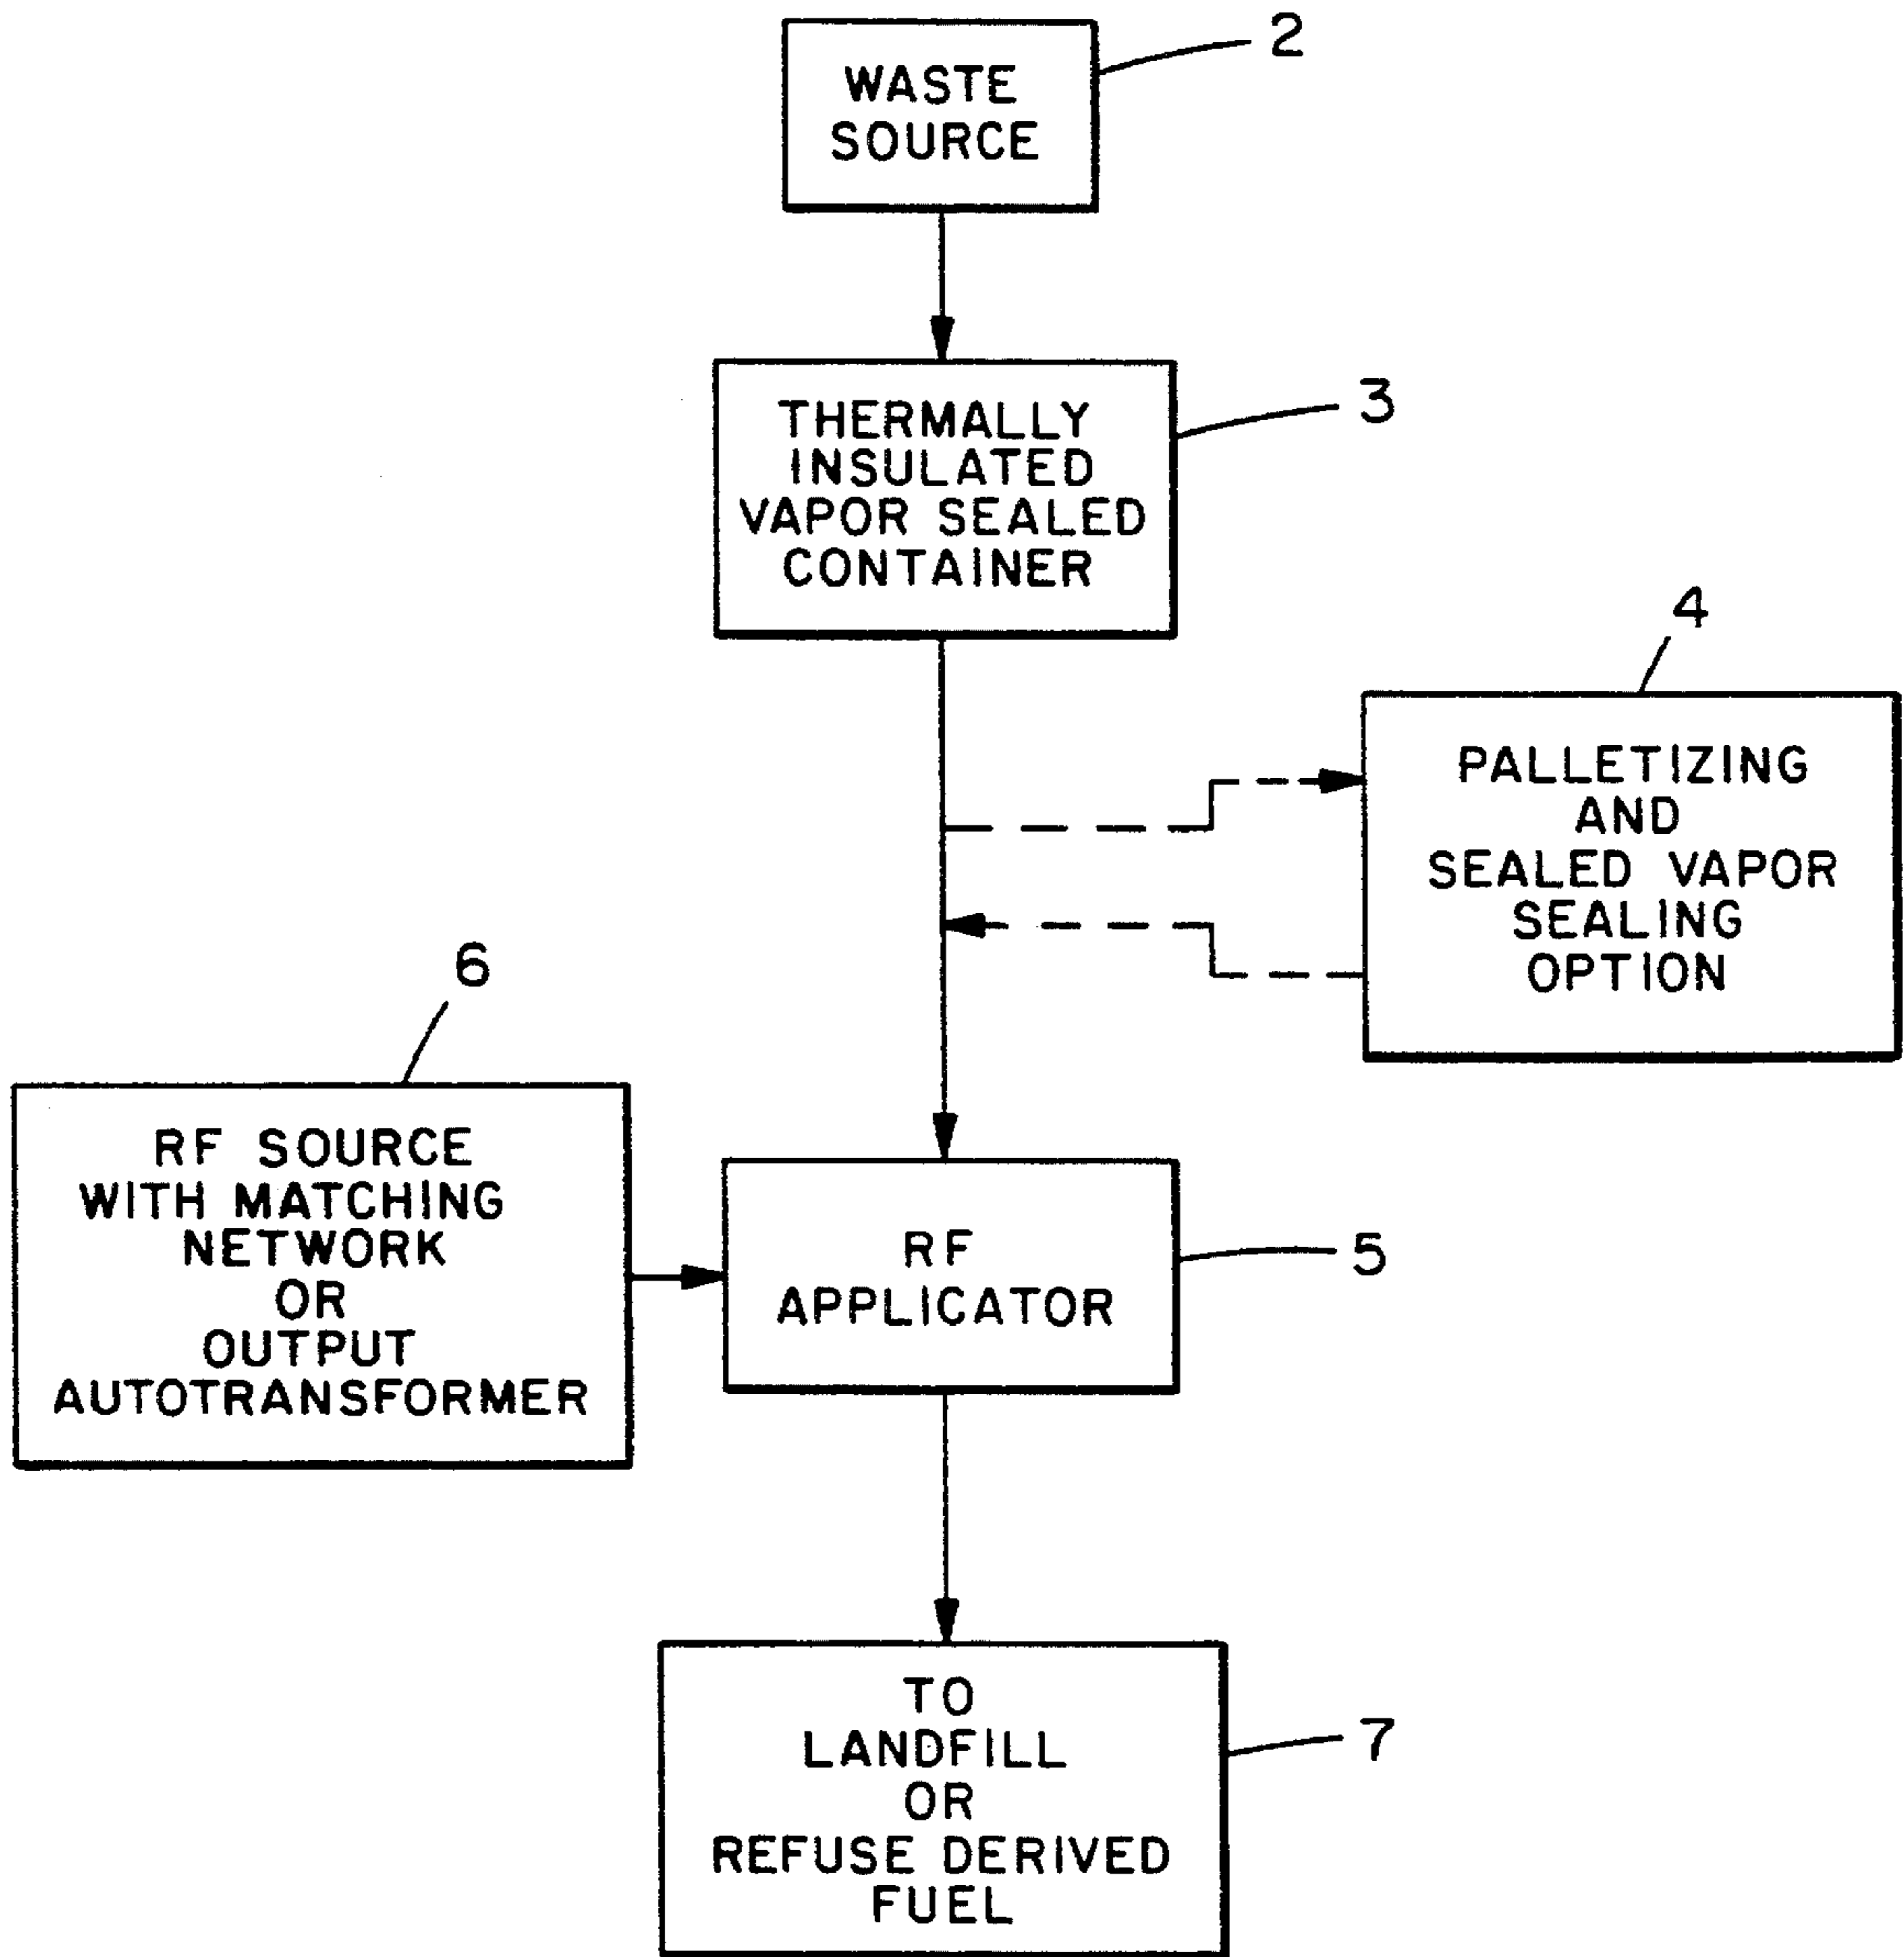 2
WASTE
SOURCE
3
THERMALLY
INSULATED
VAPOR SEALED
CONTAINER
4
PALLETIZING
AND
SEALED VAPOR
SEALING
OPTION
6
RF SOURCE
WITH MATCHING
NETWORK
OR
OUTPUT
AUTOTRANSFORMER
RF
APPLICATOR
5
TO
LANDFILL
OR
REFUSE DERIVED
FUEL
7